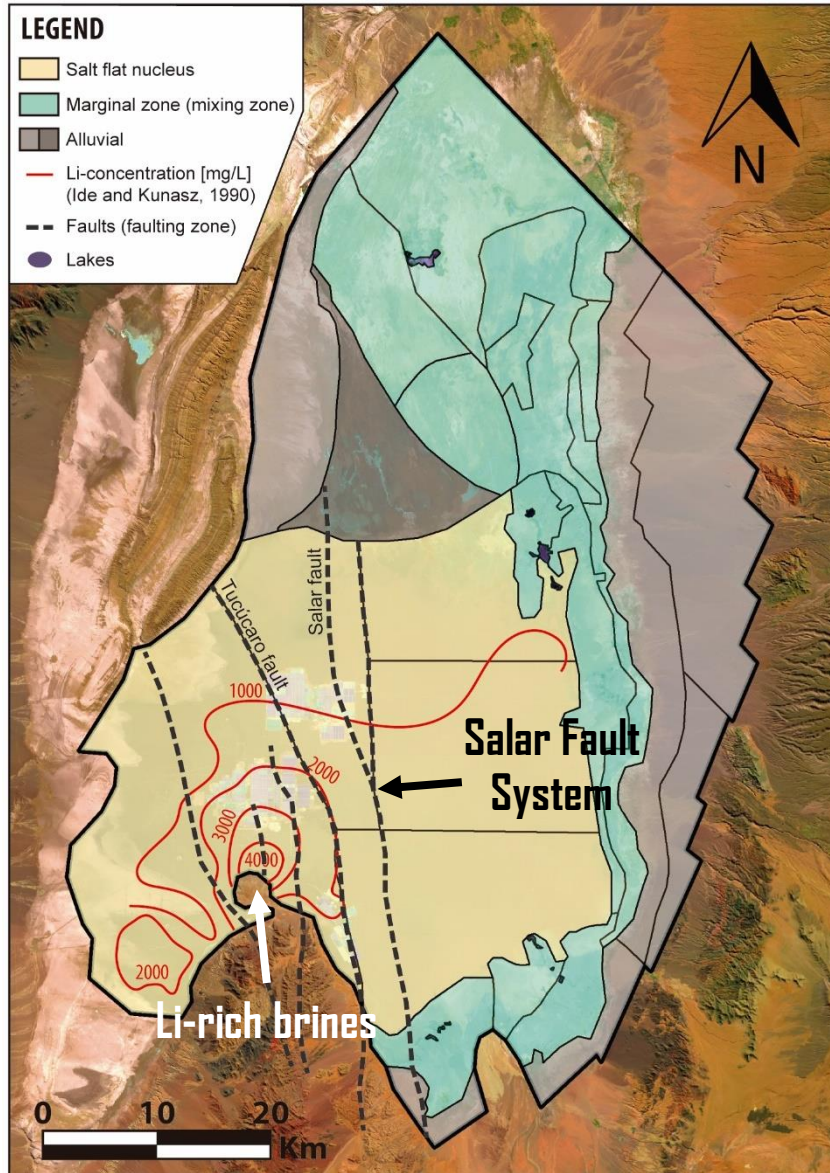 LEGEND
Salt flat nucleus
Marginal zone (mixing zone)
Alluvial
Li-concentration [mg/L]
(Ide and Kunasz, 1990)
Faults (faulting zone)
Lakes
N
Salar fault
Tucúcaro fault
1000
2000
3000
4000
2000
Salar Fault
System
Li-rich brines
0 10 20
Km